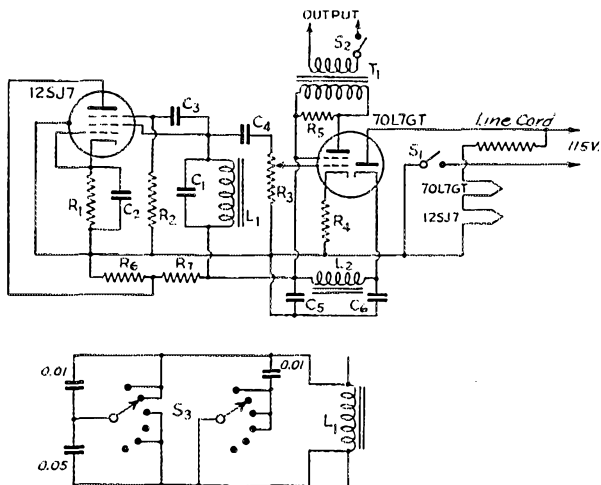 OUTPUT
S2
T1
12SJ7
C3
C4
R5
70L7GT
Line Cord
S1
115V.
C1
L1
R3
R1
C2
R2
R4
70L7GT
12SJ7
R6
R7
L2
C5
C6
0.01
0.01
S3
L1
0.05